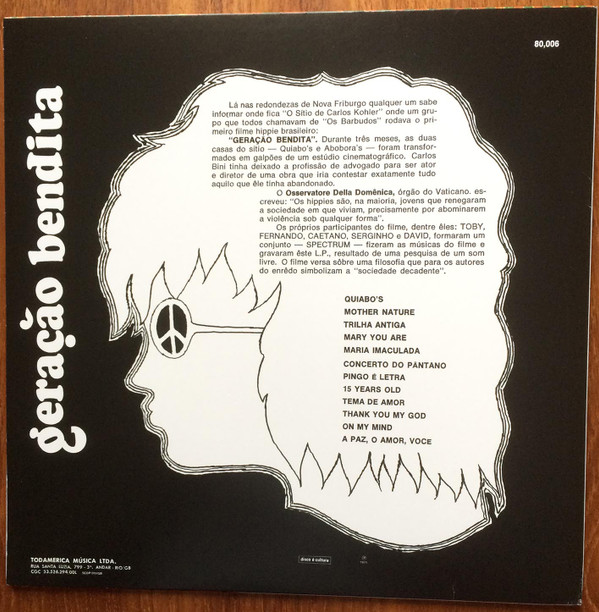 80,006
geração bendita
Lá nas redondezas de Nova Friburgo qualquer um sabe
informar onde fica "O Sítio de Carlos Kohler" onde um gru-
po que todos chamavam de "Os Barbudos" rodava o pri-
meiro filme hippie brasileiro:
"GERAÇÃO BENDITA". Durante três meses, as duas
casas do sítio — Quiabo's e Abobora's — foram transfor-
mados em galpões de um estúdio cinematográfico. Carlos
Bini tinha deixado a profissão de advogado para ser ator
e diretor de uma obra que iria contestar exatamente tudo
aquilo que êle tinha abandonado.
O Osservatore Della Domênica, órgão do Vaticano. es-
creveu: "Os hippies são, na maioria, jovens que renegaram
a sociedade em que viviam, precisamente por abominarem
a violência sob qualquer forma".
Os próprios participantes do filme, dentre êles: TOBY,
FERNANDO, CAETANO, SERGINHO e DAVID, formaram um
conjunto — SPECTRUM — fizeram as músicas do filme e
gravaram êste L.P., resultado de uma pesquisa de um som
livre. O filme versa sôbre uma filosofia que para os autores
do enrêdo simbolizam a "sociedade decadente".
QUIABO'S
MOTHER NATURE
TRILHA ANTIGA
MARY YOU ARE
MARIA IMACULADA
CONCERTO DO PÂNTANO
PINGO É LETRA
15 YEARS OLD
TEMA DE AMOR
THANK YOU MY GOD
ON MY MIND
A PAZ, O AMOR, VOCE
TODAMERICA MÚSICA LTDA.
RUA SANTA LUZIA, 799 - 3º. ANDAR - RIO/GB
disco é cultura